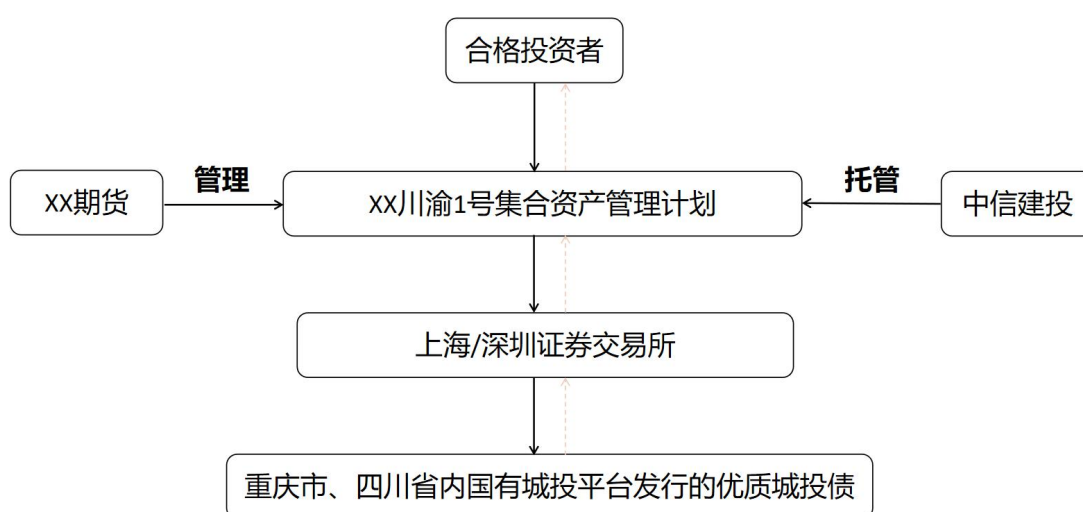 合格投资者
管理
托管
XX期货
XX川渝1号集合资产管理计划
中信建投
上海/深圳证券交易所
重庆市、四川省内国有城投平台发行的优质城投债